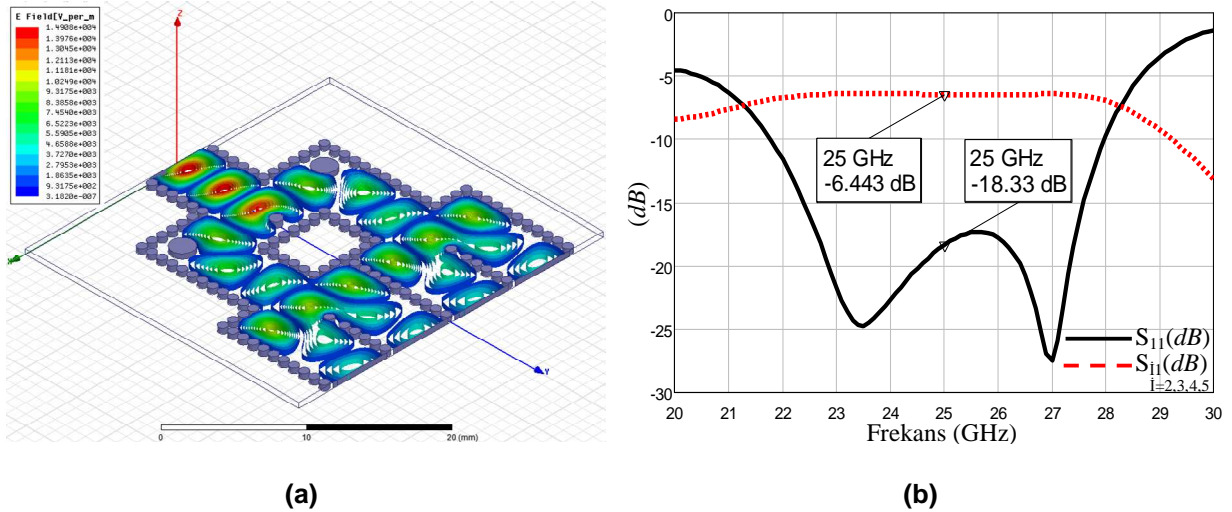 E Field[V_per_m
1.4908e+004
1.3976e+004
1.3045e+004
1.2113e+004
1.1181e+004
1.0249e+004
9.3175e+003
8.3858e+003
7.4540e+003
6.5223e+003
5.5905e+003
4.6588e+003
3.7270e+003
2.7953e+003
1.8635e+003
9.3175e+002
3.1820e-007
Z
X
Y
0
10
20 (mm)
(a)
0
-5
-10
-15
-20
-25
-30
(dB)
25 GHz
-6.443 dB
25 GHz
-18.33 dB
S11(dB)
Si1(dB)
İ=2,3,4,5
20 21 22 23 24 25 26 27 28 29 30
Frekans (GHz)
(b)